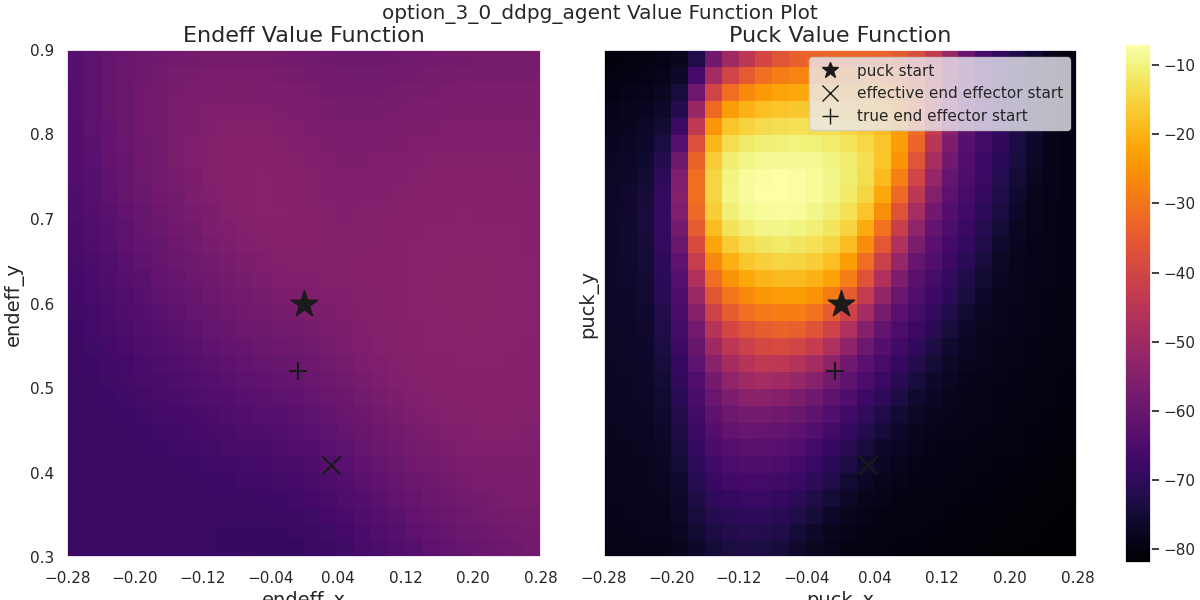 option_3_0_ddpg_agent Value Function Plot
Endeff Value Function
Puck Value Function
0.9
0.8
0.7
0.6
0.5
0.4
0.3
endeff_y
−0.28 −0.20 −0.12 −0.04 0.04 0.12 0.20 0.28
endeff_x
puck_y
puck start
effective end effector start
true end effector start
−0.28 −0.20 −0.12 −0.04 0.04 0.12 0.20 0.28
puck_x
−10
−20
−30
−40
−50
−60
−70
−80